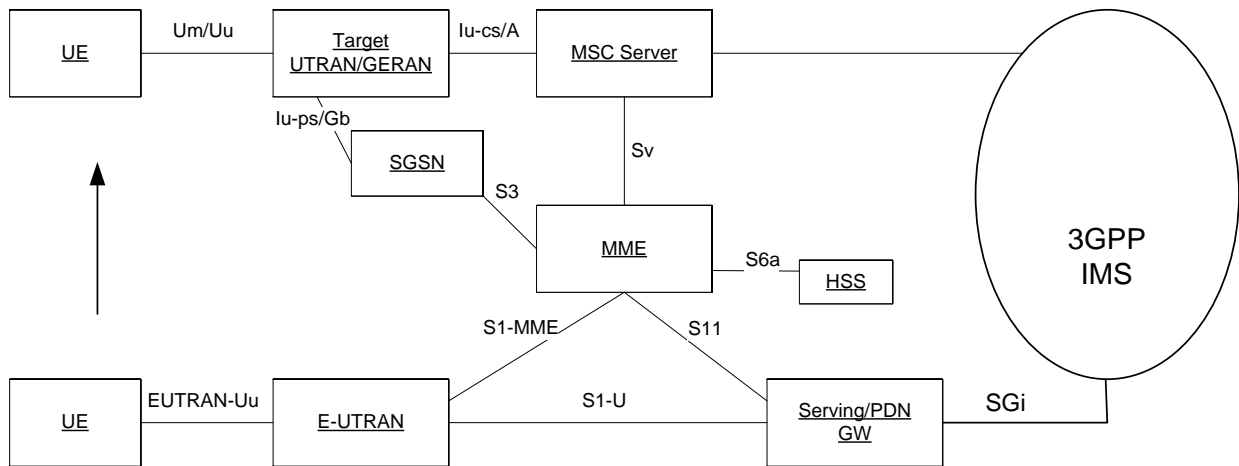 Um/Uu
Iu-cs/A
UE
Target
UTRAN/GERAN
MSC Server
Iu-ps/Gb
SGSN
Sv
S3
MME
S6a
HSS
3GPP
IMS
S1-MME
S11
EUTRAN-Uu
S1-U
SGi
UE
E-UTRAN
Serving/PDN
GW